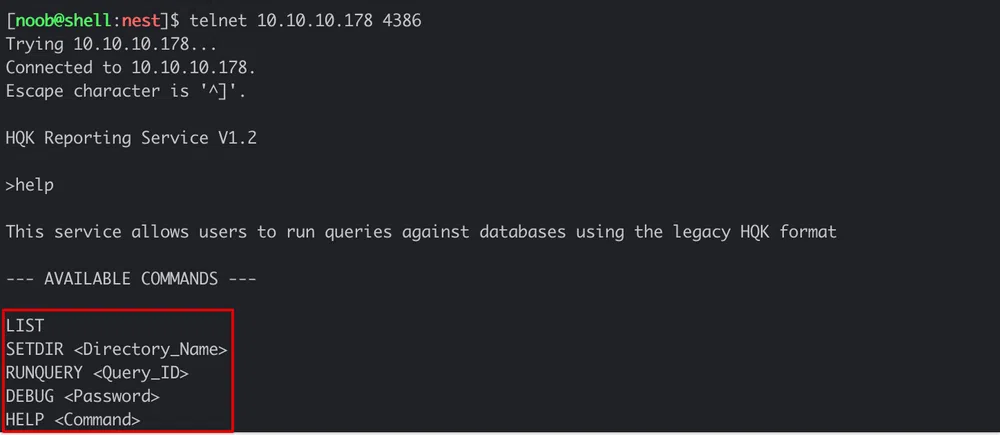 [noob@shell:nest]$ telnet 10.10.10.178 4386
Trying 10.10.10.178...
Connected to 10.10.10.178.
Escape character is '^]'.
HQK Reporting Service V1.2
>help
This service allows users to run queries against databases using the legacy HQK format
--- AVAILABLE COMMANDS ---
LIST
SETDIR <Directory_Name>
RUNQUERY <Query_ID>
DEBUG <Password>
HELP <Command>